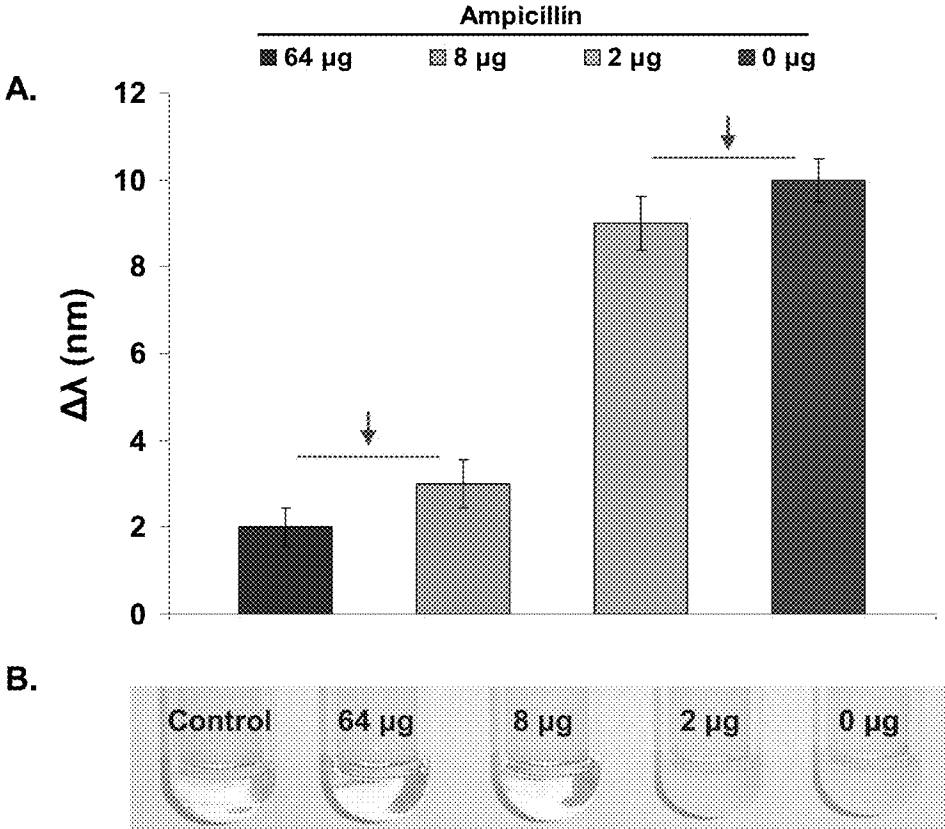 Ampicillin
64 µg 8 µg 2 µg 0 µg
A.
12
10
8
6
4
2
0
Δλ (nm)
B.
Control 64 µg 8 µg 2 µg 0 µg